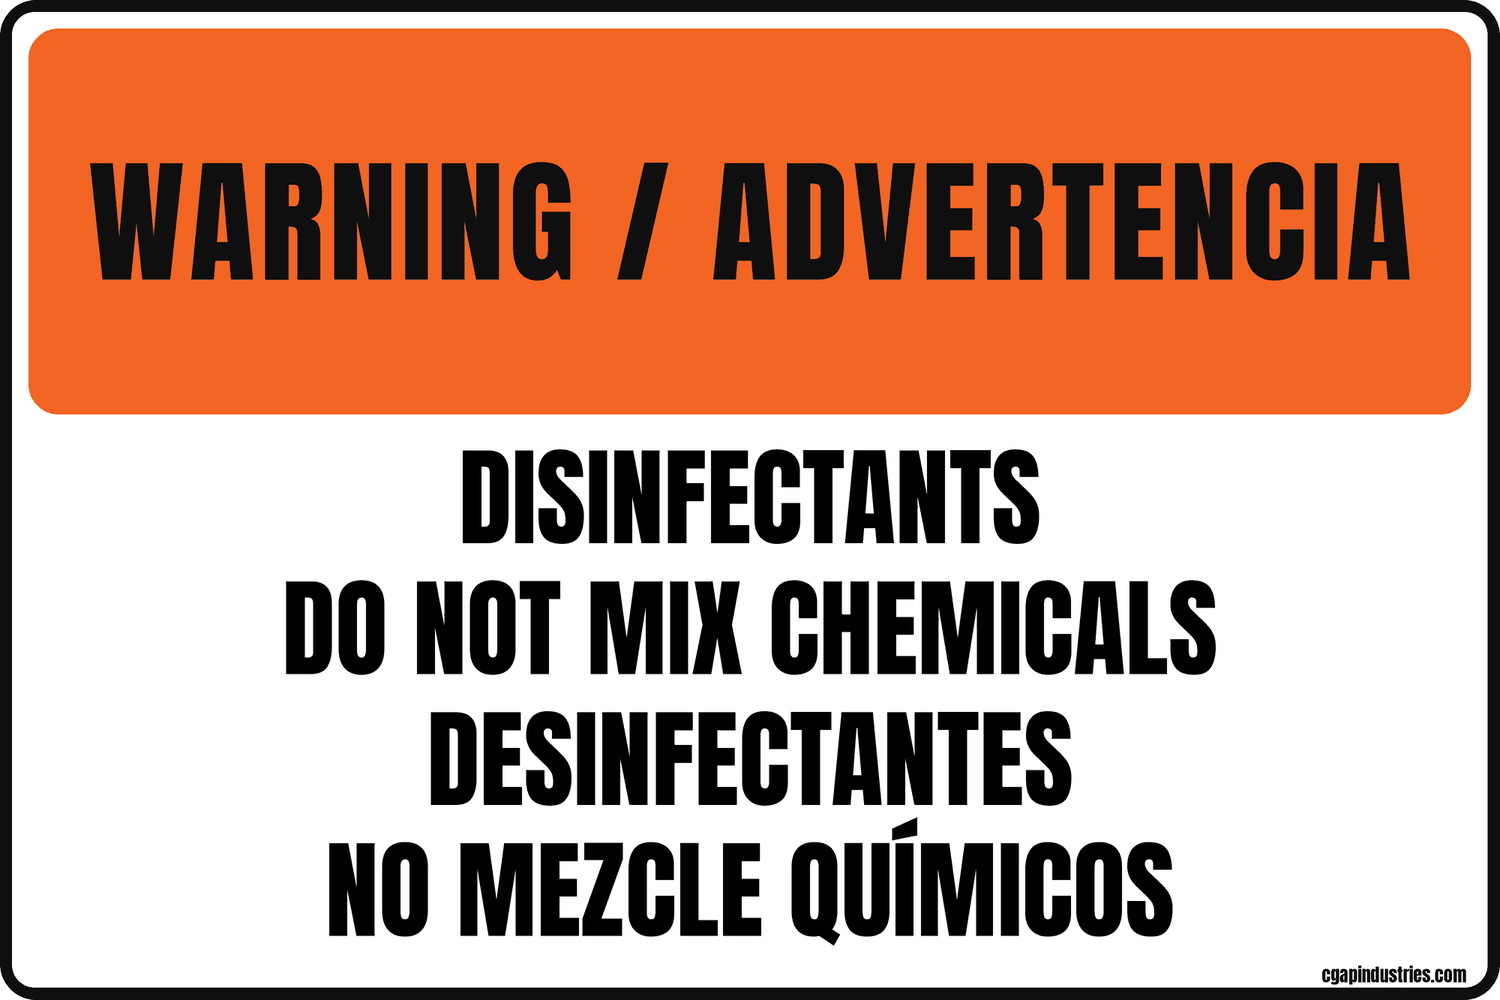 WARNING / ADVERTENCIA
DISINFECTANTS
DO NOT MIX CHEMICALS
DESINFECTANTES
NO MEZCLE QUÍMICOS
cgapindustries.com